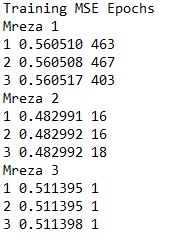 Training MSE Epochs
Mreza 1
1 0.560510 463
2 0.560508 467
3 0.560517 403
Mreza 2
1 0.482991 16
2 0.482992 16
3 0.482992 18
Mreza 3
1 0.511395 1
2 0.511395 1
3 0.511398 1